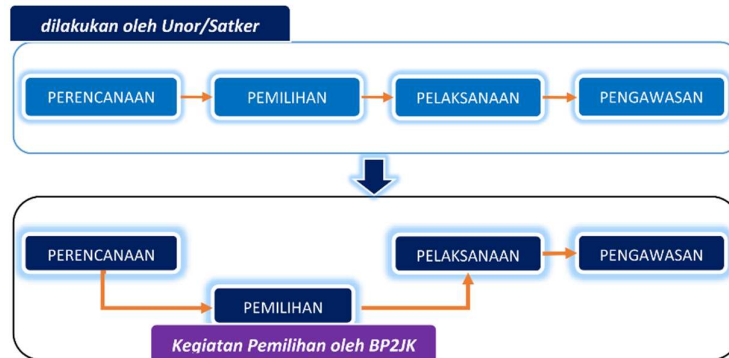 dilakukan oleh Unor/Satker
PERENCANAAN
PEMILIHAN
PELAKSANAAN
PENGAWASAN
PERENCANAAN
PELAKSANAAN
PENGAWASAN
PEMILIHAN
Kegiatan Pemilihan oleh BP2JK